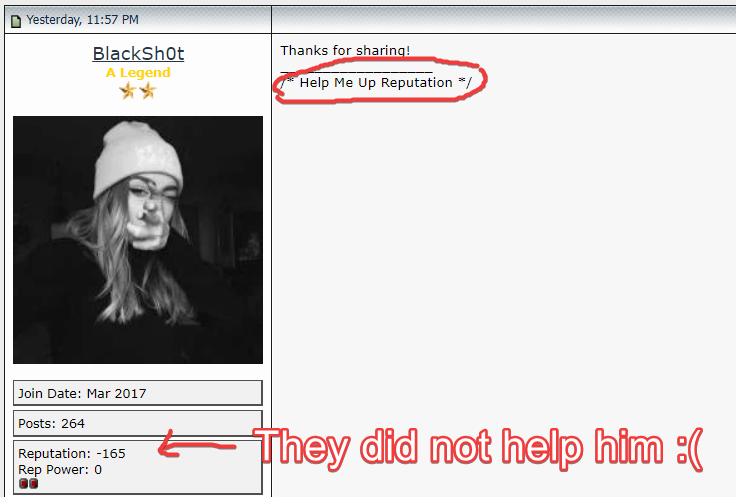 Yesterday, 11:57 PM
BlackSh0t
A Legend
Thanks for sharing!
/* Help Me Up Reputation */
Join Date: Mar 2017
Posts: 264
Reputation: -165
Rep Power: 0
They did not help him :(